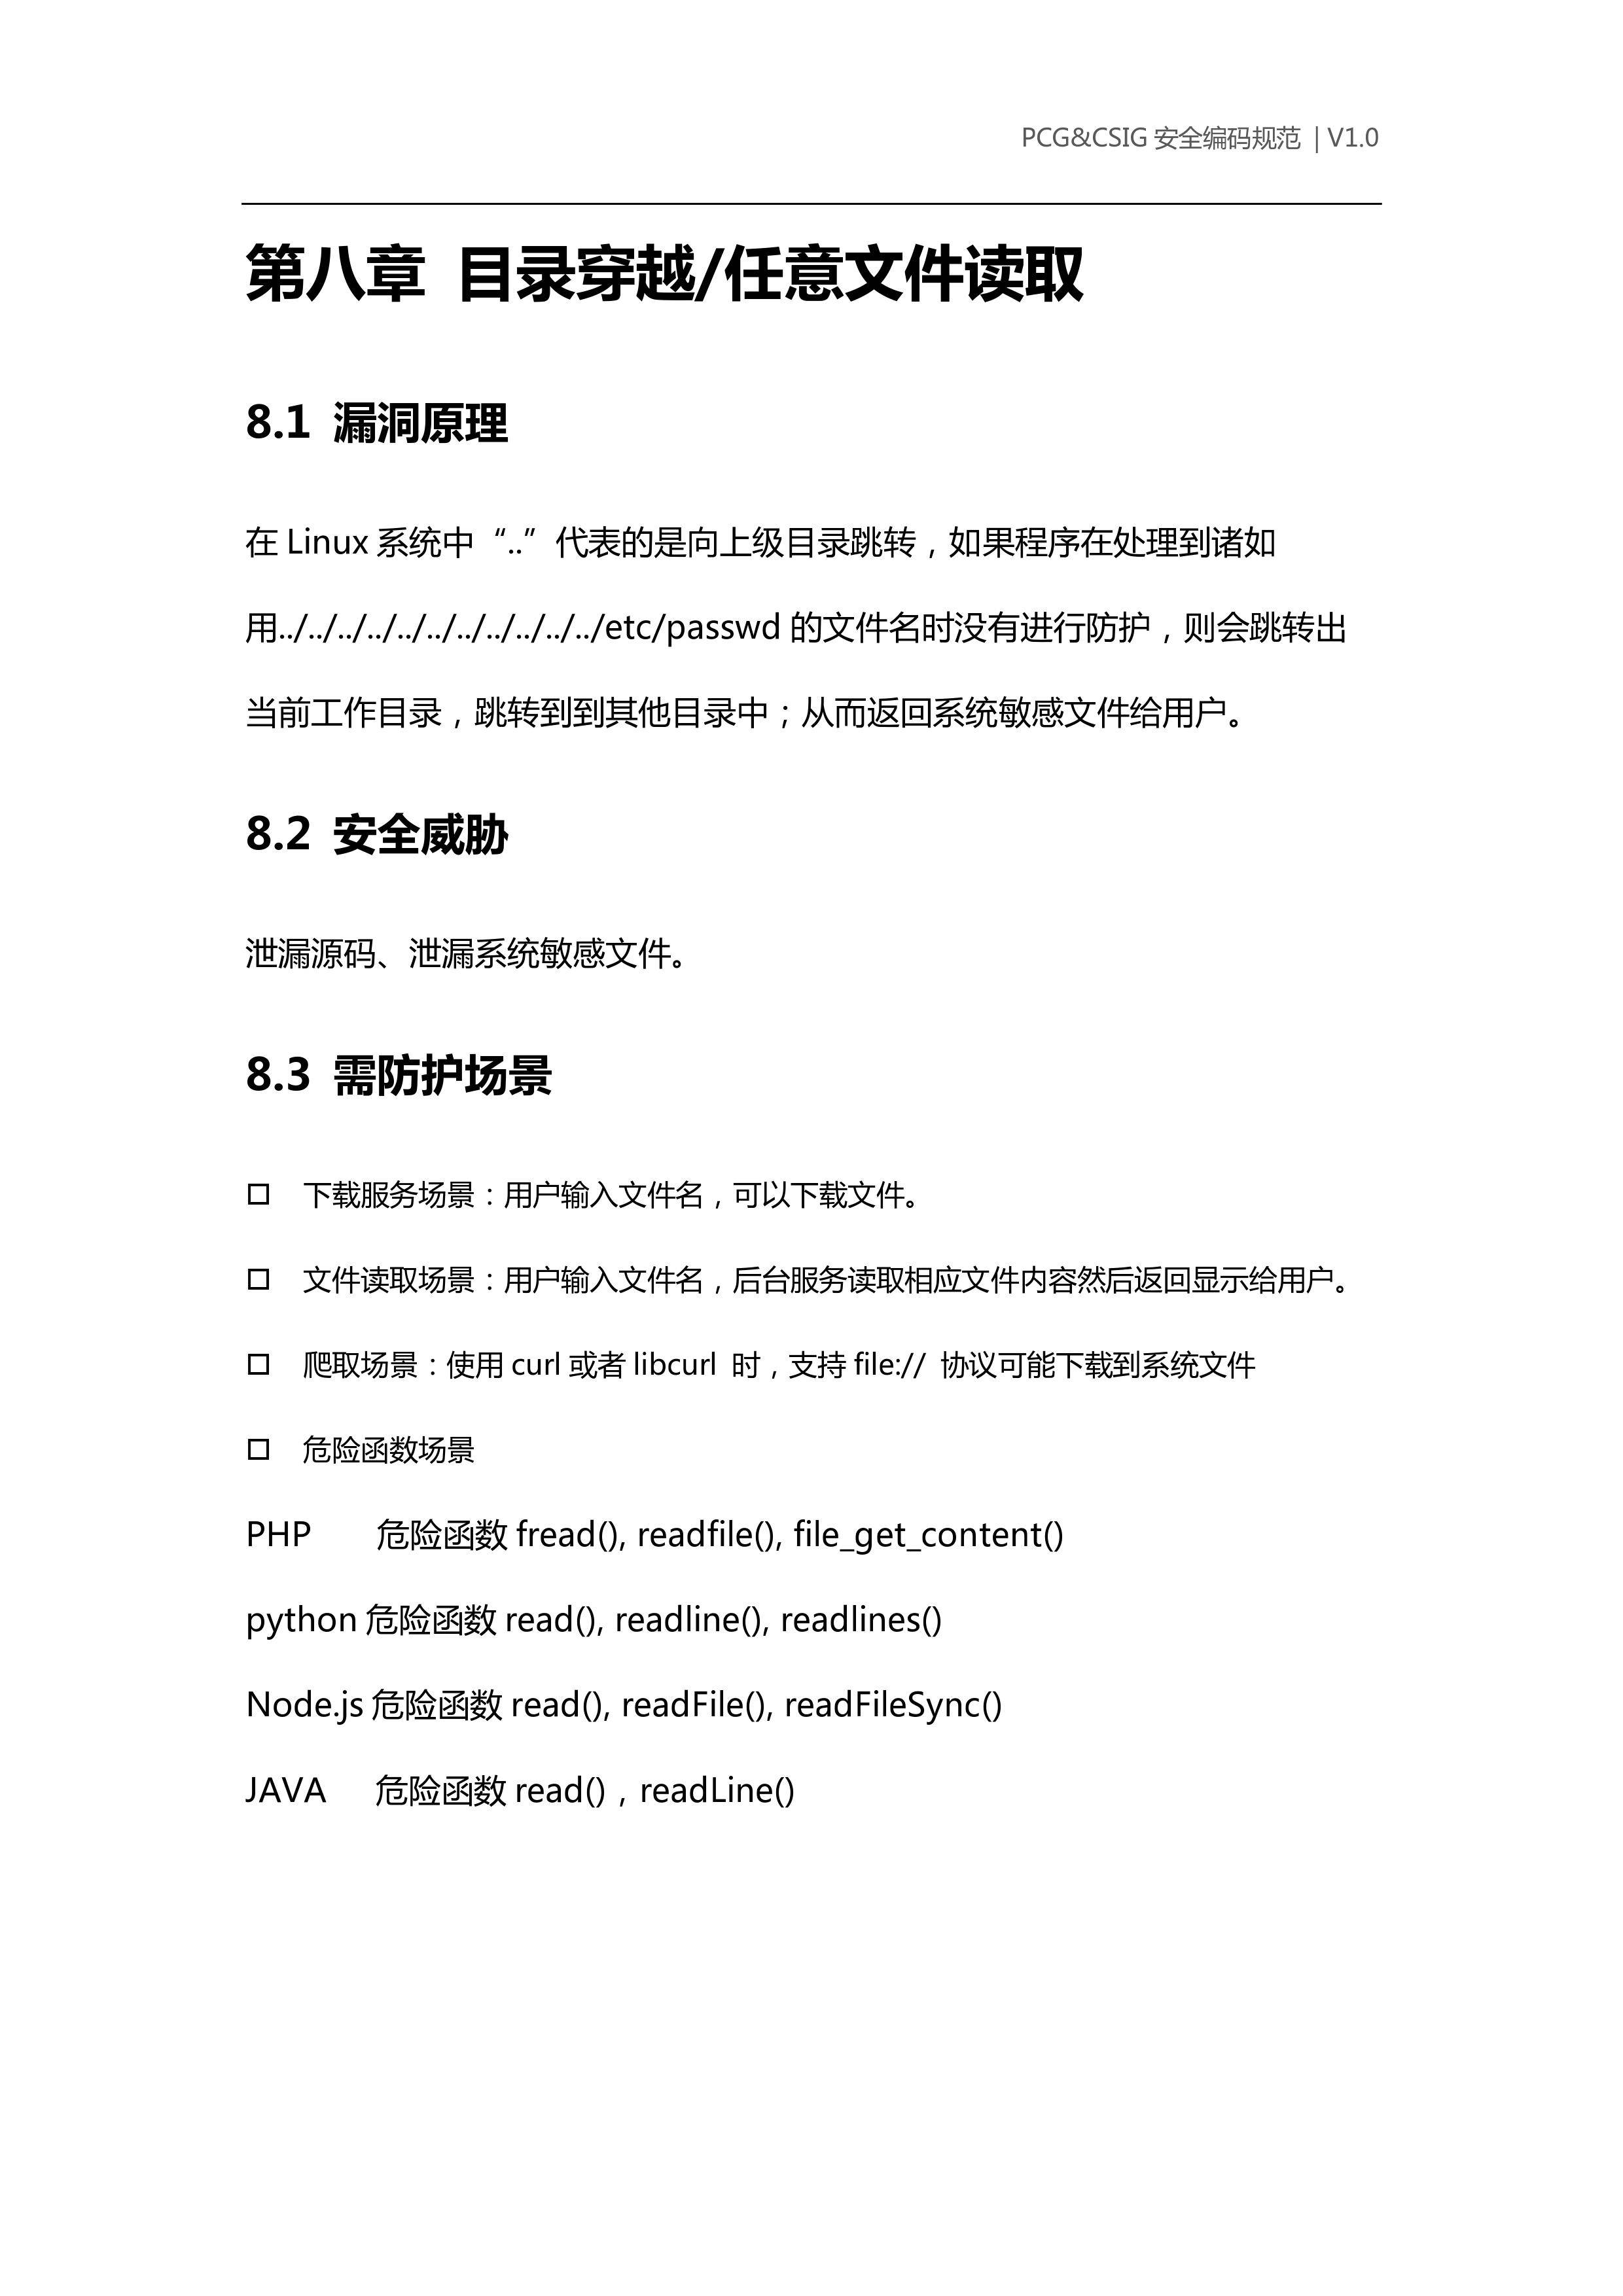 PCG&CSIG 安全编码规范 | V1.0
第八章 目录穿越/任意文件读取
8.1 漏洞原理
在 Linux 系统中“..”代表的是向上级目录跳转，如果程序在处理到诸如
用../../../../../../../../../../../etc/passwd 的文件名时没有进行防护，则会跳转出
当前工作目录，跳转到到其他目录中；从而返回系统敏感文件给用户。
8.2 安全威胁
泄漏源码、泄漏系统敏感文件。
8.3 需防护场景
□ 下载服务场景：用户输入文件名，可以下载文件。
□ 文件读取场景：用户输入文件名，后台服务读取相应文件内容然后返回显示给用户。
□ 爬取场景：使用 curl 或者 libcurl 时，支持 file:// 协议可能下载到系统文件
□ 危险函数场景
PHP 危险函数 fread(), readfile(), file_get_content()
python 危险函数 read(), readline(), readlines()
Node.js 危险函数 read(), readFile(), readFileSync()
JAVA 危险函数 read()，readLine()